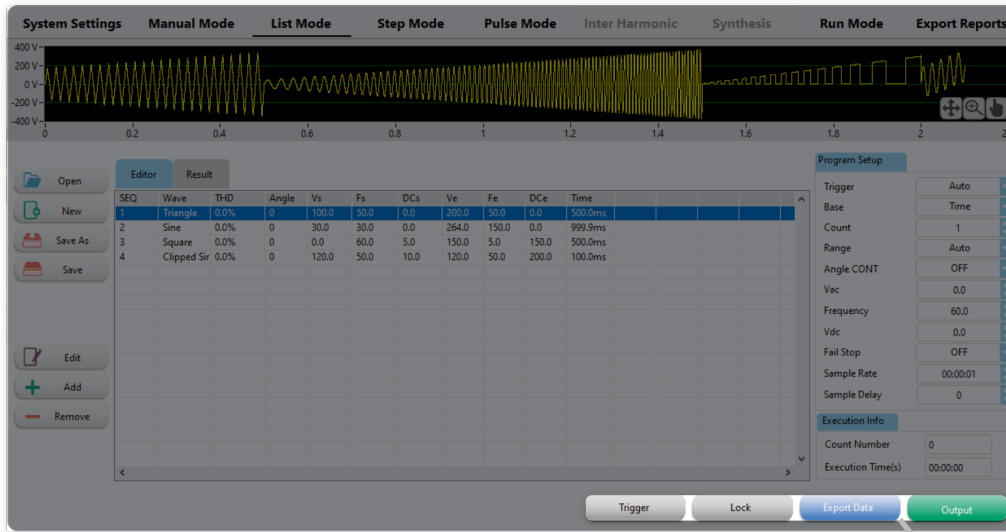 System Settings Manual Mode List Mode Step Mode Pulse Mode Inter Harmonic Synthesis Run Mode Export Reports
400 V
200 V
0 V
-200 V
-400 V
0 0.2 0.4 0.6 0.8 1 1.2 1.4 1.6 1.8 2 2
Open
New
Save As
Save
Edit
Add
Remove
Editor Result
SEQ Wave THD Angle Vs Fs DCs Ve Fe DCe Time
1 Triangle 0.0% 0 100.0 50.0 0.0 200.0 50.0 0.0 500.0ms
2 Sine 0.0% 0 30.0 30.0 0.0 264.0 150.0 0.0 999.9ms
3 Square 0.0% 0 0.0 60.0 5.0 150.0 5.0 150.0 500.0ms
4 Clipped Sir 0.0% 0 120.0 50.0 10.0 120.0 50.0 200.0 100.0ms
Program Setup
Trigger Auto
Base Time
Count 1
Range Auto
Angle CONT OFF
Vac 0.0
Frequency 60.0
Vdc 0.0
Fail Stop OFF
Sample Rate 00:00:01
Sample Delay 0
Execution Info
Count Number 0
Execution Time(s) 00:00:00
Trigger Lock Export Data Output